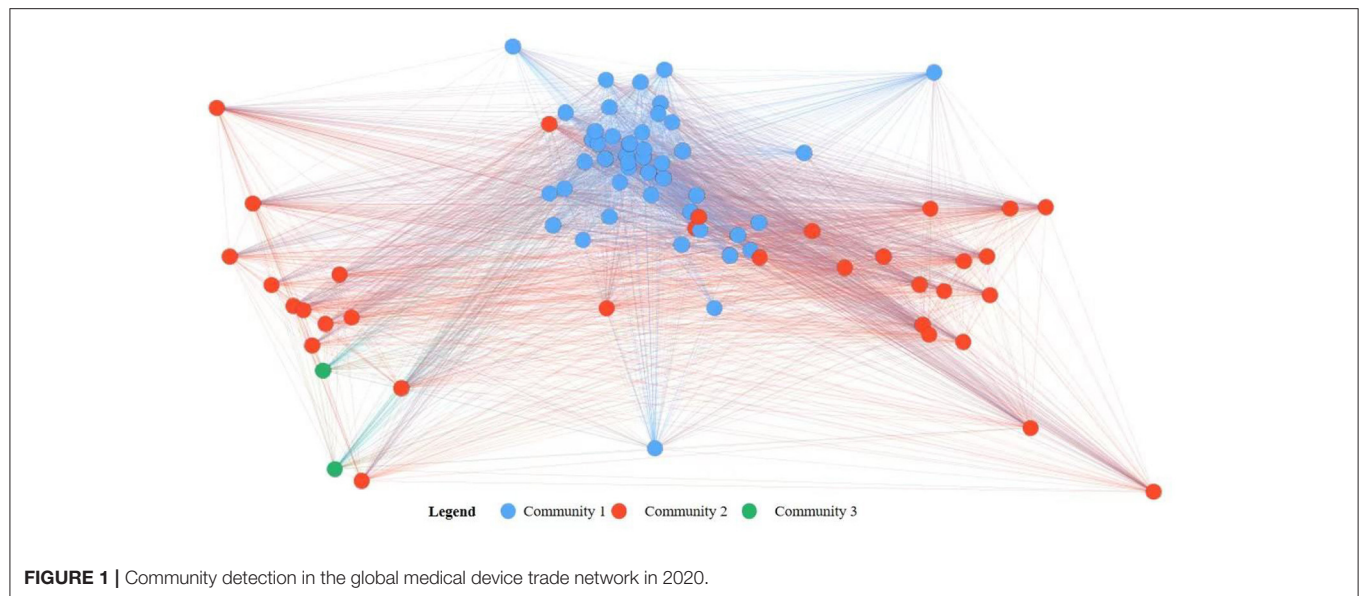 Legend Community 1 Community 2 Community 3
FIGURE 1 | Community detection in the global medical device trade network in 2020.